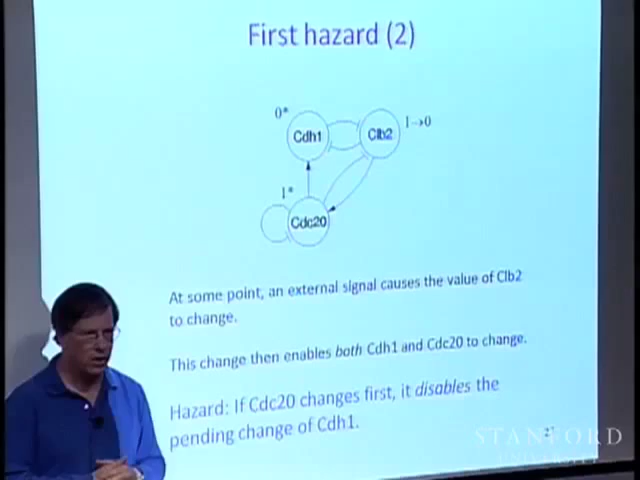 First hazard (2)
0*
Cdh1
Clb2
1→0
1*
Cdc20
At some point, an external signal causes the value of Clb2
to change.
This change then enables both Cdh1 and Cdc20 to change.
Hazard: If Cdc20 changes first, it disables the
pending change of Cdh1.
STANFORD
UNIVERSITY